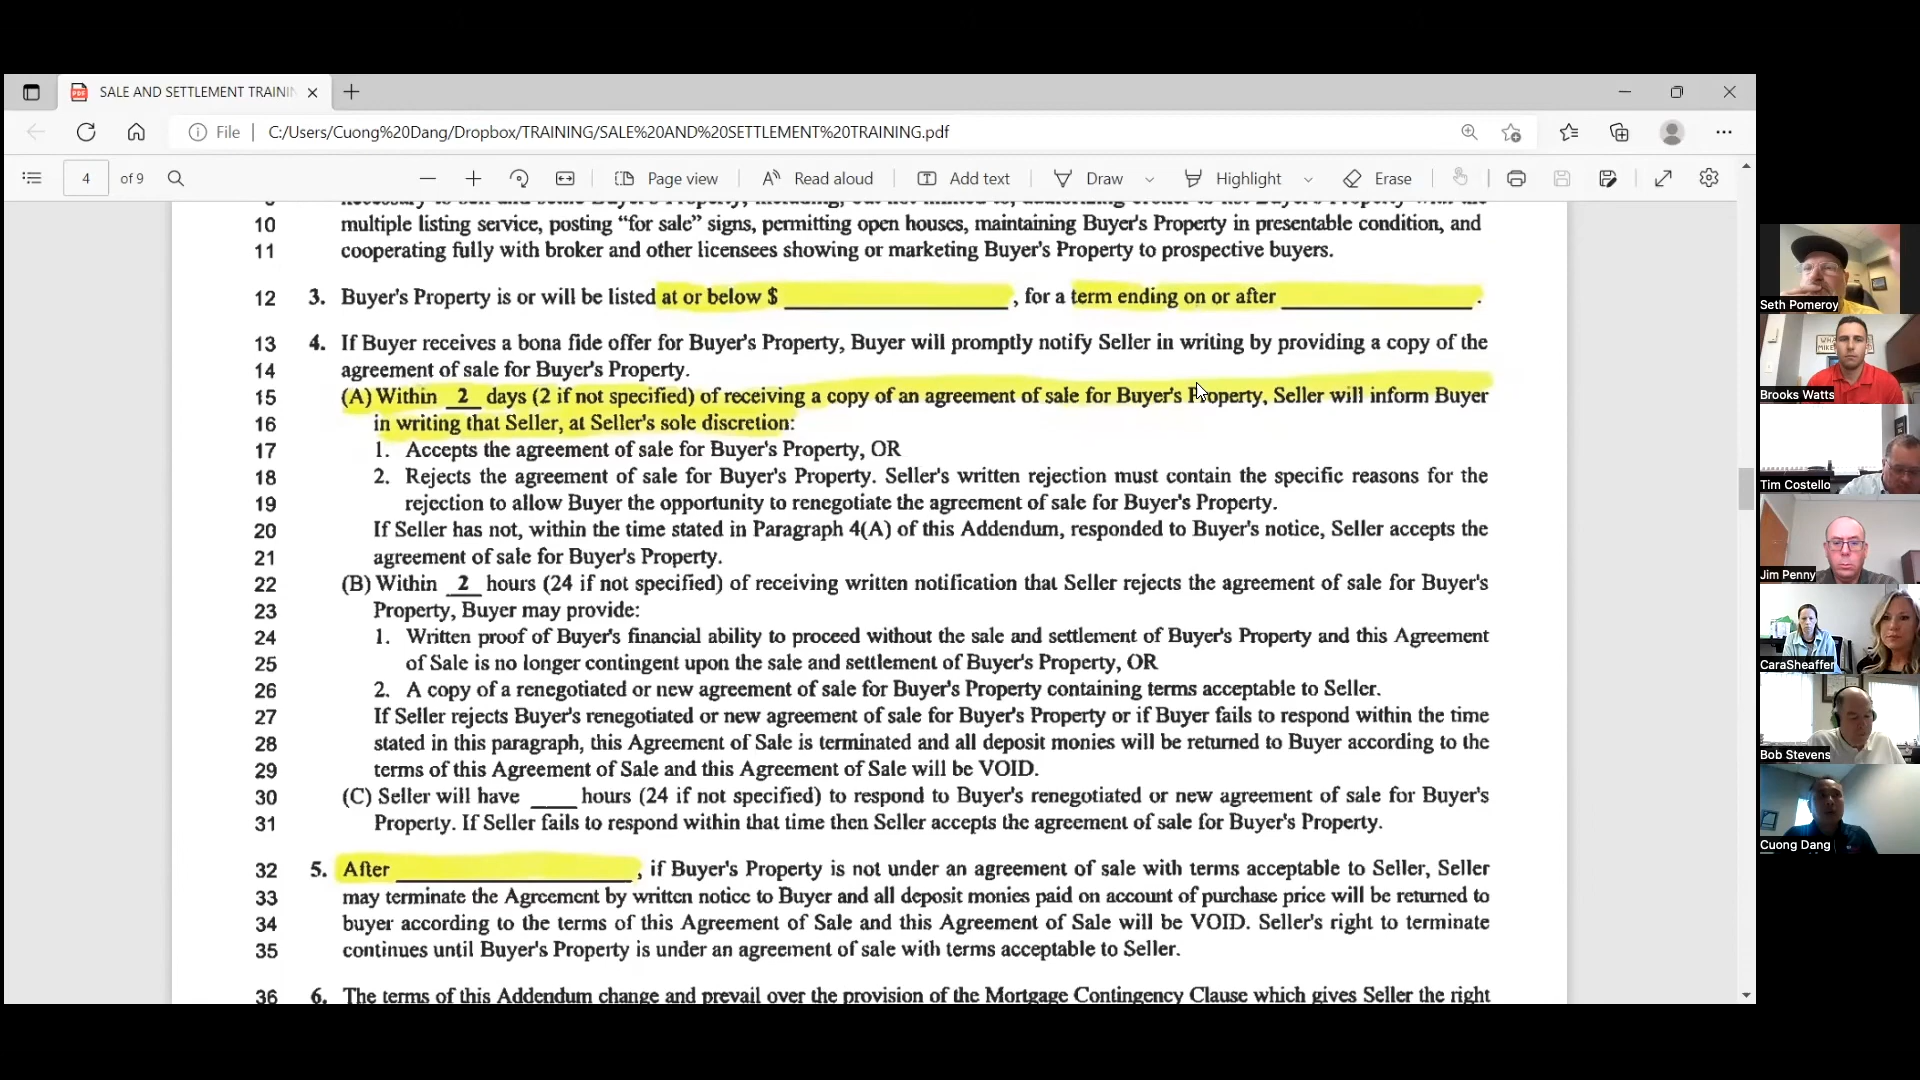 SALE AND SETTLEMENT TRAININ
File C:/Users/Cuong%20Dang/Dropbox/TRAINING/SALE%20AND%20SETTLEMENT%20TRAINING.pdf
4 of 9 Page view Read aloud Add text Draw Highlight Erase
10 multiple listing service, posting “for sale” signs, permitting open houses, maintaining Buyer's Property in presentable condition, and
11 cooperating fully with broker and other licensees showing or marketing Buyer's Property to prospective buyers.
12 3. Buyer's Property is or will be listed at or below $ ____________________, for a term ending on or after _________________.
13 4. If Buyer receives a bona fide offer for Buyer's Property, Buyer will promptly notify Seller in writing by providing a copy of the
14 agreement of sale for Buyer's Property.
15 (A) Within 2 days (2 if not specified) of receiving a copy of an agreement of sale for Buyer's Property, Seller will inform Buyer
16 in writing that Seller, at Seller's sole discretion:
17 1. Accepts the agreement of sale for Buyer's Property, OR
18 2. Rejects the agreement of sale for Buyer's Property. Seller's written rejection must contain the specific reasons for the
19 rejection to allow Buyer the opportunity to renegotiate the agreement of sale for Buyer's Property.
20 If Seller has not, within the time stated in Paragraph 4(A) of this Addendum, responded to Buyer's notice, Seller accepts the
21 agreement of sale for Buyer's Property.
22 (B) Within 2 hours (24 if not specified) of receiving written notification that Seller rejects the agreement of sale for Buyer's
23 Property, Buyer may provide:
24 1. Written proof of Buyer's financial ability to proceed without the sale and settlement of Buyer's Property and this Agreement
25 of Sale is no longer contingent upon the sale and settlement of Buyer's Property, OR
26 2. A copy of a renegotiated or new agreement of sale for Buyer's Property containing terms acceptable to Seller.
27 If Seller rejects Buyer's renegotiated or new agreement of sale for Buyer's Property or if Buyer fails to respond within the time
28 stated in this paragraph, this Agreement of Sale is terminated and all deposit monies will be returned to Buyer according to the
29 terms of this Agreement of Sale and this Agreement of Sale will be VOID.
30 (C) Seller will have ____ hours (24 if not specified) to respond to Buyer's renegotiated or new agreement of sale for Buyer's
31 Property. If Seller fails to respond within that time then Seller accepts the agreement of sale for Buyer's Property.
32 5. After _____________________, if Buyer's Property is not under an agreement of sale with terms acceptable to Seller, Seller
33 may terminate the Agreement by written notice to Buyer and all deposit monies paid on account of purchase price will be returned to
34 buyer according to the terms of this Agreement of Sale and this Agreement of Sale will be VOID. Seller's right to terminate
35 continues until Buyer's Property is under an agreement of sale with terms acceptable to Seller.
36 6. The terms of this Addendum change and prevail over the provision of the Mortgage Contingency Clause which gives Seller the right
Seth Pomeroy
Brooks Watts
Tim Costello
Jim Penny
CaraSheaffer
Bob Stevens
Cuong Dang